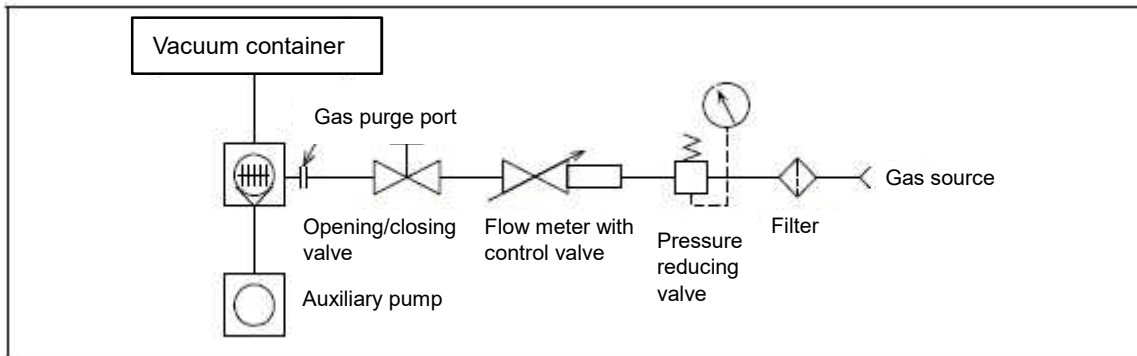 Vacuum container
Gas purge port
Gas source
Opening/closing
valve
Flow meter with
control valve
Pressure
reducing
valve
Filter
Auxiliary pump